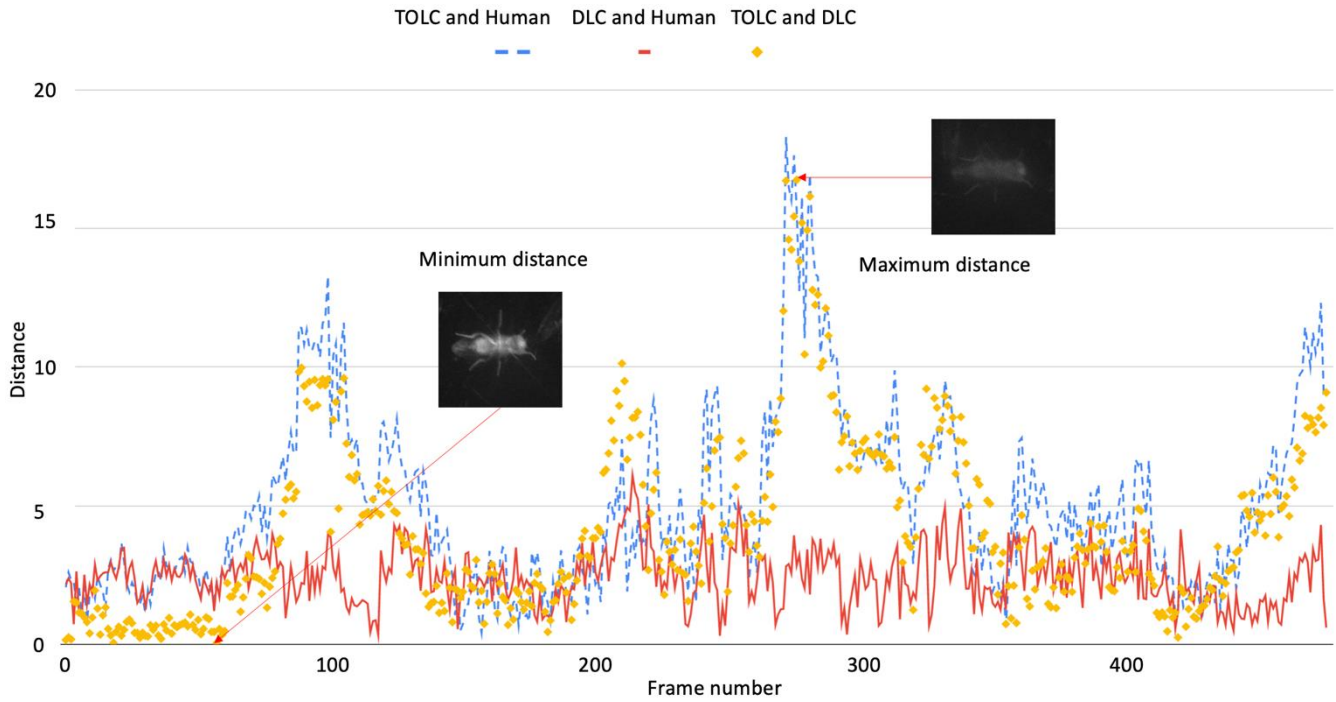 TOLC and Human DLC and Human TOLC and DLC
20
15
10
5
0
Distance
Minimum distance
Maximum distance
0 100 200 300 400
Frame number